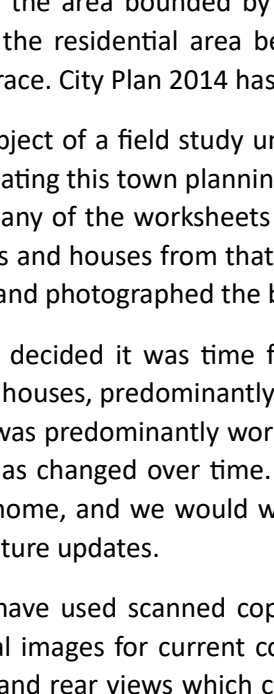 the area bounded by
the residential area be
race. City Plan 2014 has
bject of a field study un
ating this town planning
any of the worksheets
s and houses from that
and photographed the b
decided it was time f
houses, predominantly
was predominantly wor
as changed over time.
home, and we would w
ture updates.
have used scanned cop
al images for current co
and rear views which c